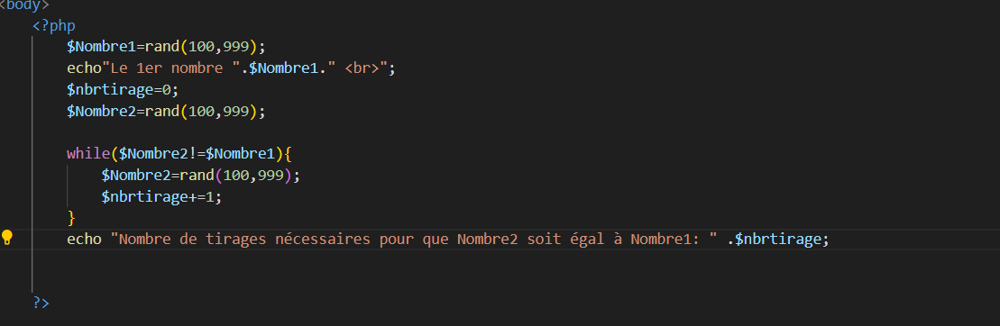 <body>
<?php
$Nombre1=rand(100,999);
echo"Le 1er nombre ".$Nombre1." <br>";
$nbrtirage=0;
$Nombre2=rand(100,999);
while($Nombre2!=$Nombre1){
$Nombre2=rand(100,999);
$nbrtirage+=1;
}
echo "Nombre de tirages nécessaires pour que Nombre2 soit égal à Nombre1: " .$nbrtirage;
?>